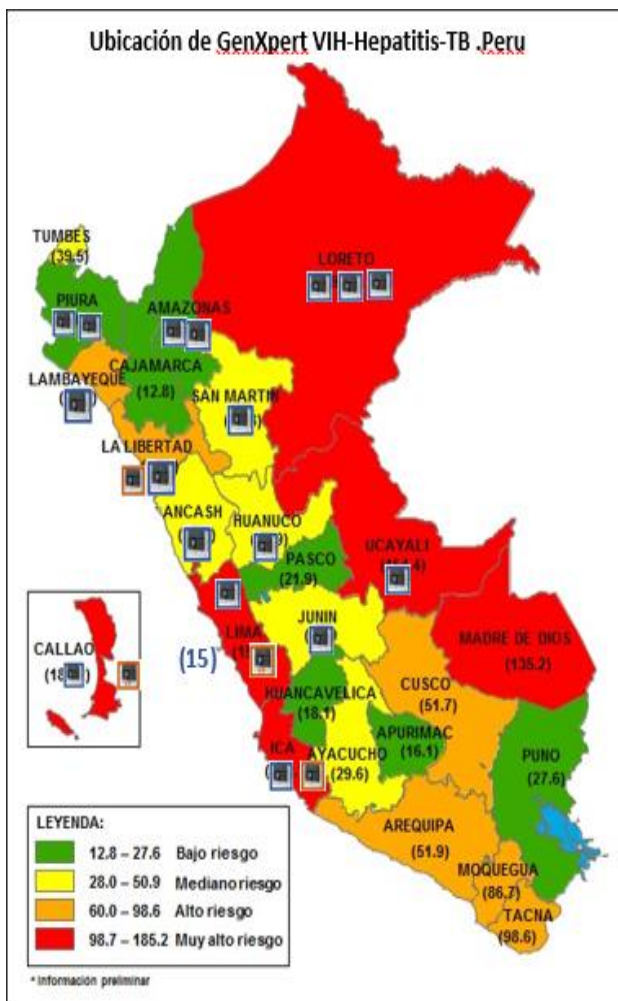 Ubicación de GenXpert VIH-Hepatitis-TB .Peru
TUMBES
(39.5)
LORETO
PIURA
AMAZONAS
CAJAMARCA
(12.8)
LAMBAYEQUE
SAN MARTIN
LA LIBERTAD
ANCASH
HUANUCO
UCAYALI
PASCO
(21.9)
JUNIN
MADRE DE DIOS
(135.2)
CALLAO
LIMA
(15)
CUSCO
(51.7)
HUANCAVELICA
(18.1)
APURIMAC
(16.1)
PUNO
(27.6)
ICA
AYACUCHO
(29.6)
AREQUIPA
(51.9)
MOQUEGUA
(86.7)
TACNA
(98.6)
LEYENDA:
12.8 – 27.6 Bajo riesgo
28.0 – 50.9 Mediano riesgo
60.0 – 98.6 Alto riesgo
98.7 – 185.2 Muy alto riesgo
* Información preliminar